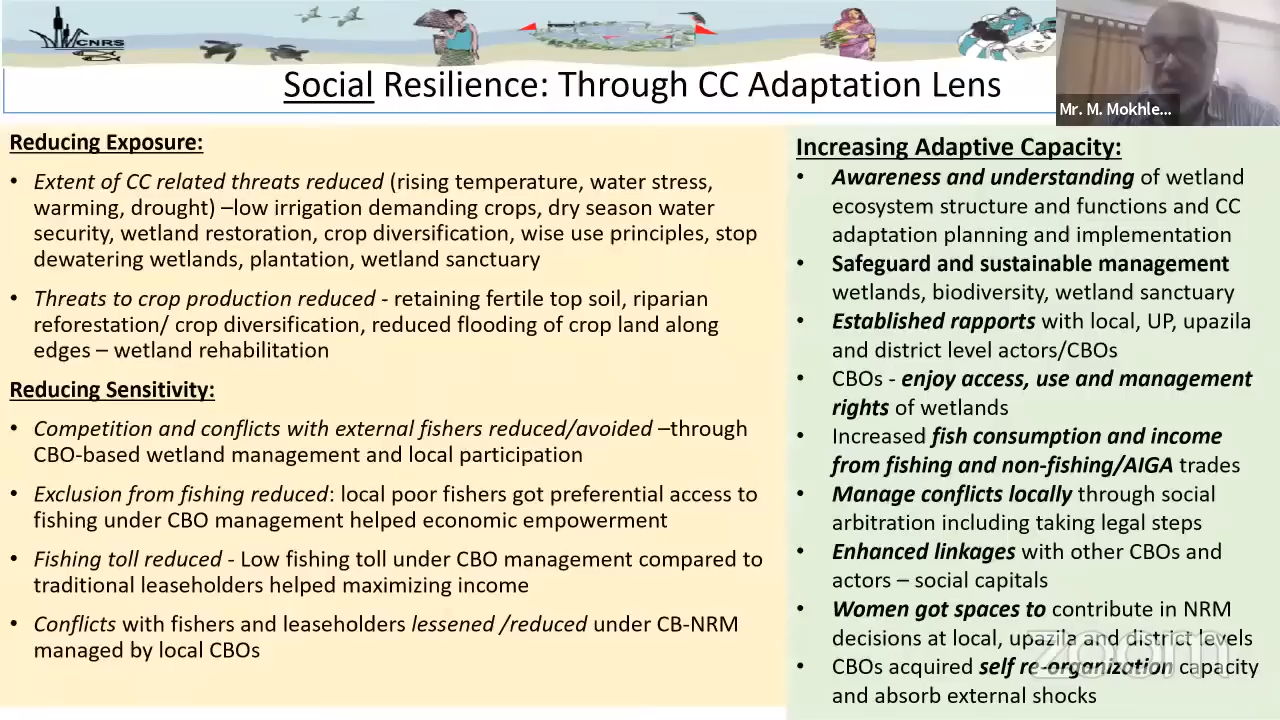 CNRS
Social Resilience: Through CC Adaptation Lens
Mr. M. Mokhle...
Reducing Exposure:
• Extent of CC related threats reduced (rising temperature, water stress,
warming, drought) –low irrigation demanding crops, dry season water
security, wetland restoration, crop diversification, wise use principles, stop
dewatering wetlands, plantation, wetland sanctuary
• Threats to crop production reduced - retaining fertile top soil, riparian
reforestation/ crop diversification, reduced flooding of crop land along
edges – wetland rehabilitation
Reducing Sensitivity:
• Competition and conflicts with external fishers reduced/avoided –through
CBO-based wetland management and local participation
• Exclusion from fishing reduced: local poor fishers got preferential access to
fishing under CBO management helped economic empowerment
• Fishing toll reduced - Low fishing toll under CBO management compared to
traditional leaseholders helped maximizing income
• Conflicts with fishers and leaseholders lessened /reduced under CB-NRM
managed by local CBOs
Increasing Adaptive Capacity:
• Awareness and understanding of wetland
ecosystem structure and functions and CC
adaptation planning and implementation
• Safeguard and sustainable management
wetlands, biodiversity, wetland sanctuary
• Established rapports with local, UP, upazila
and district level actors/CBOs
• CBOs - enjoy access, use and management
rights of wetlands
• Increased fish consumption and income
from fishing and non-fishing/AIGA trades
• Manage conflicts locally through social
arbitration including taking legal steps
• Enhanced linkages with other CBOs and
actors – social capitals
• Women got spaces to contribute in NRM
decisions at local, upazila and district levels
• CBOs acquired self re-organization capacity
and absorb external shocks
zoom